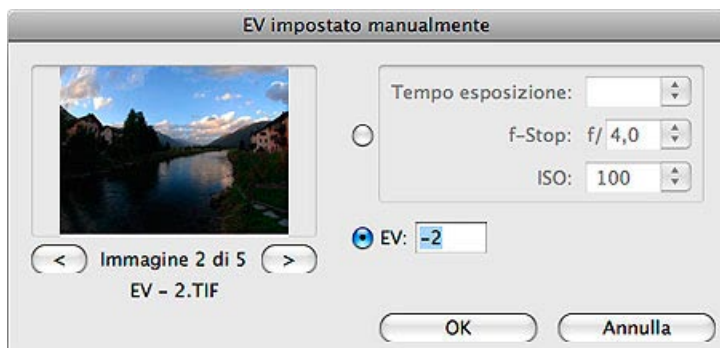 EV impostato manualmente
Tempo esposizione:
f-Stop: f/ 4,0
ISO: 100
EV: -2
< Immagine 2 di 5 >
EV - 2.TIF
OK Annulla